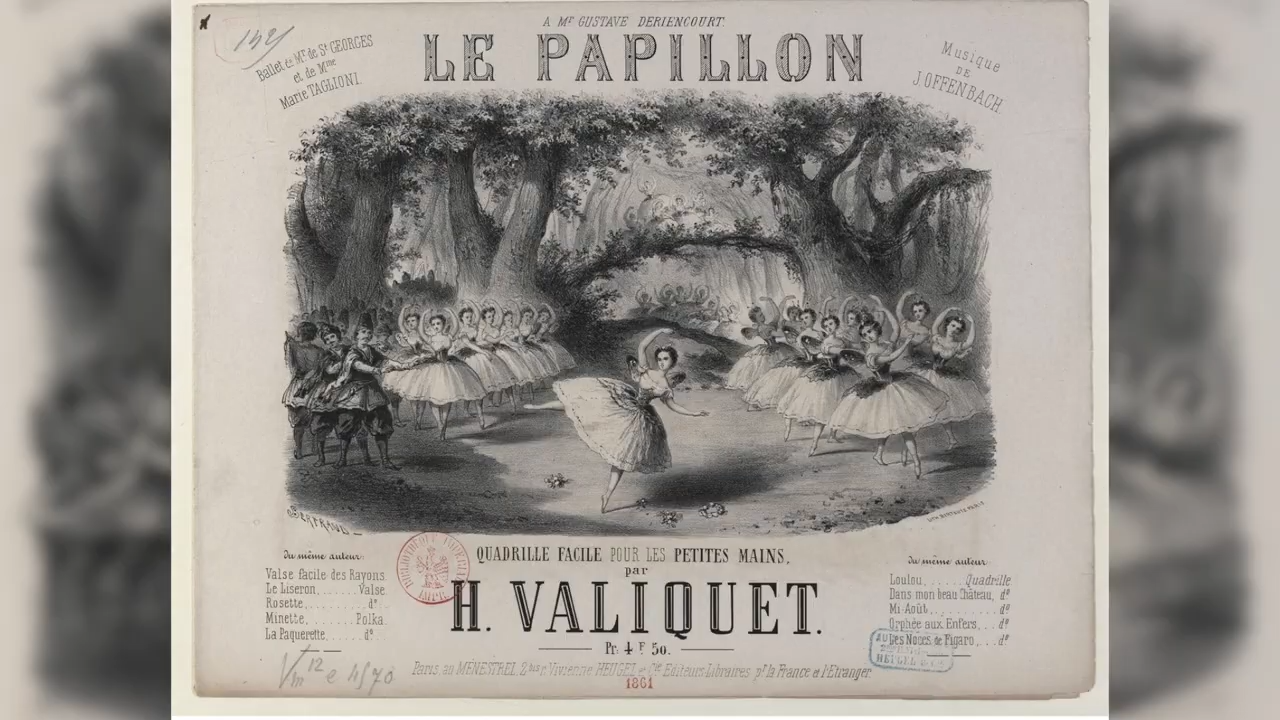 A Mr GUSTAVE DERIENCOURT.
LE PAPILLON
Ballet de Mr de St GEORGES
et de Mme
Marie TAGLIONI.
Musique
DE
J. OFFENBACH
QUADRILLE FACILE POUR LES PETITES MAINS,
par
H. VALIQUET.
Pr. 4 F 50.
du même auteur:
Valse facile des Rayons.
Le Liseron, ...... Valse.
Rosette, .......... do.
Minette, ........ Polka.
La Paquerette, ...... do.
du même auteur:
Loulou, ...... Quadrille
Dans mon beau Château, do
Mi-Août, .......... do
Orphée aux Enfers, .. do
Les Noces de Figaro, .. do
Paris, au MENESTREL, 2 bis r. Vivienne HEUGEL & Cie Editeurs-Libraires pr la France et l'Etranger.
1861
HEUGEL & Cie